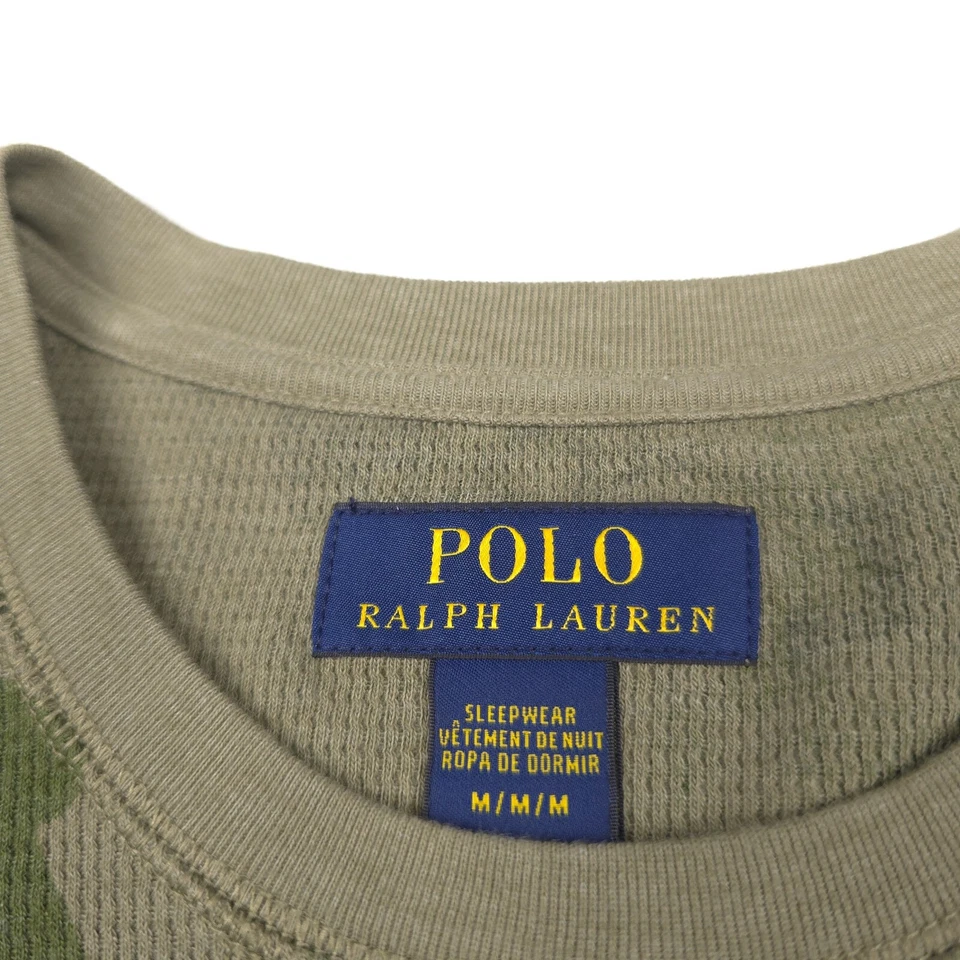 POLO
RALPH LAUREN
SLEEPWEAR
VÊTEMENT DE NUIT
ROPA DE DORMIR
M/M/M